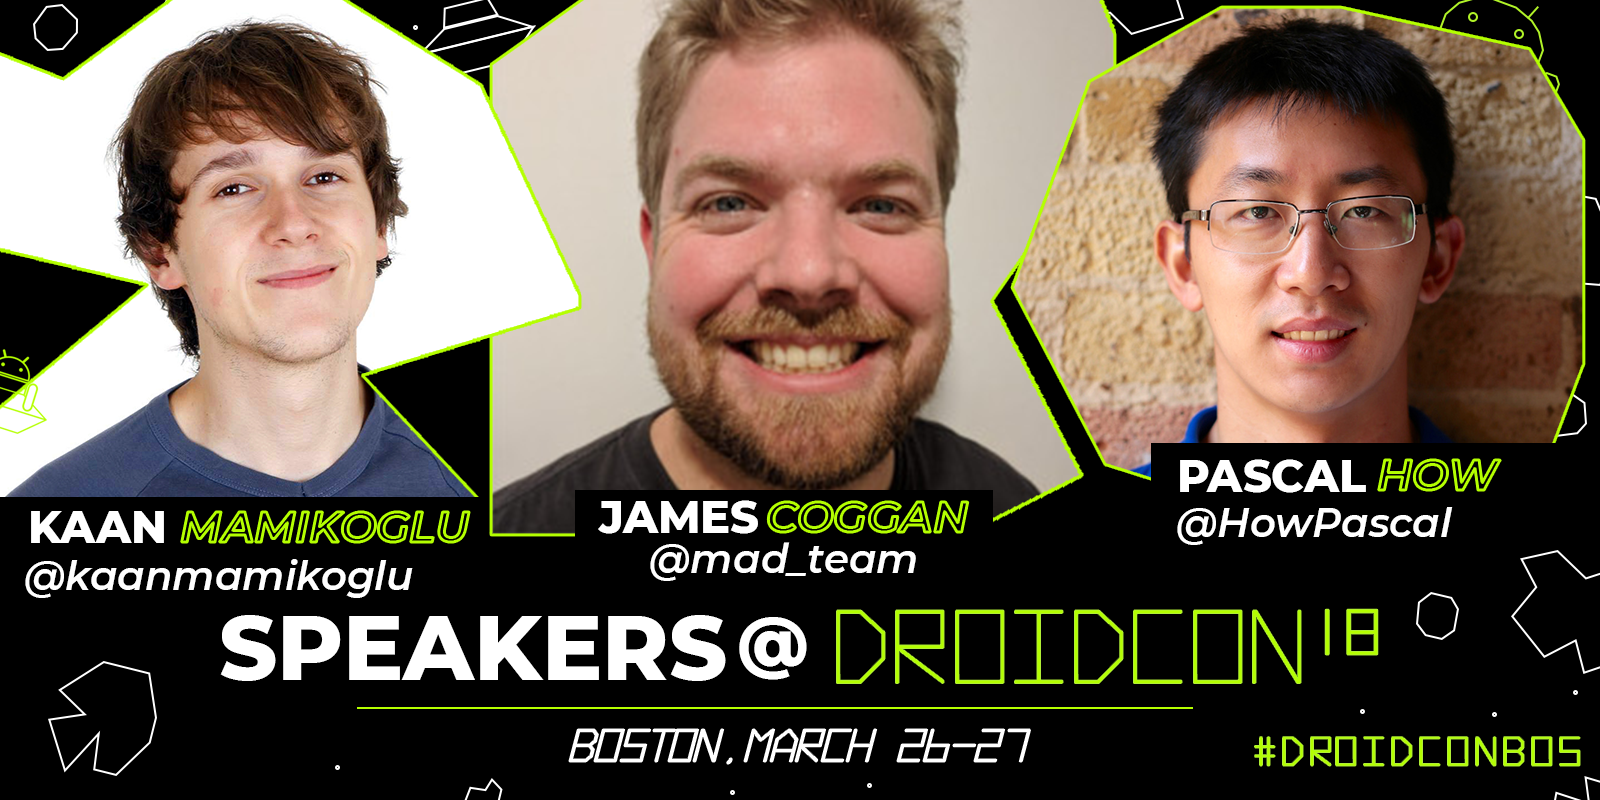 KAAN MAMIKOGLU
@kaanmamikoglu
JAMES COGGAN
@mad_team
PASCAL HOW
@HowPascal
SPEAKERS@ DROIDCON'18
BOSTON, MARCH 26-27
#DROIDCONBOS